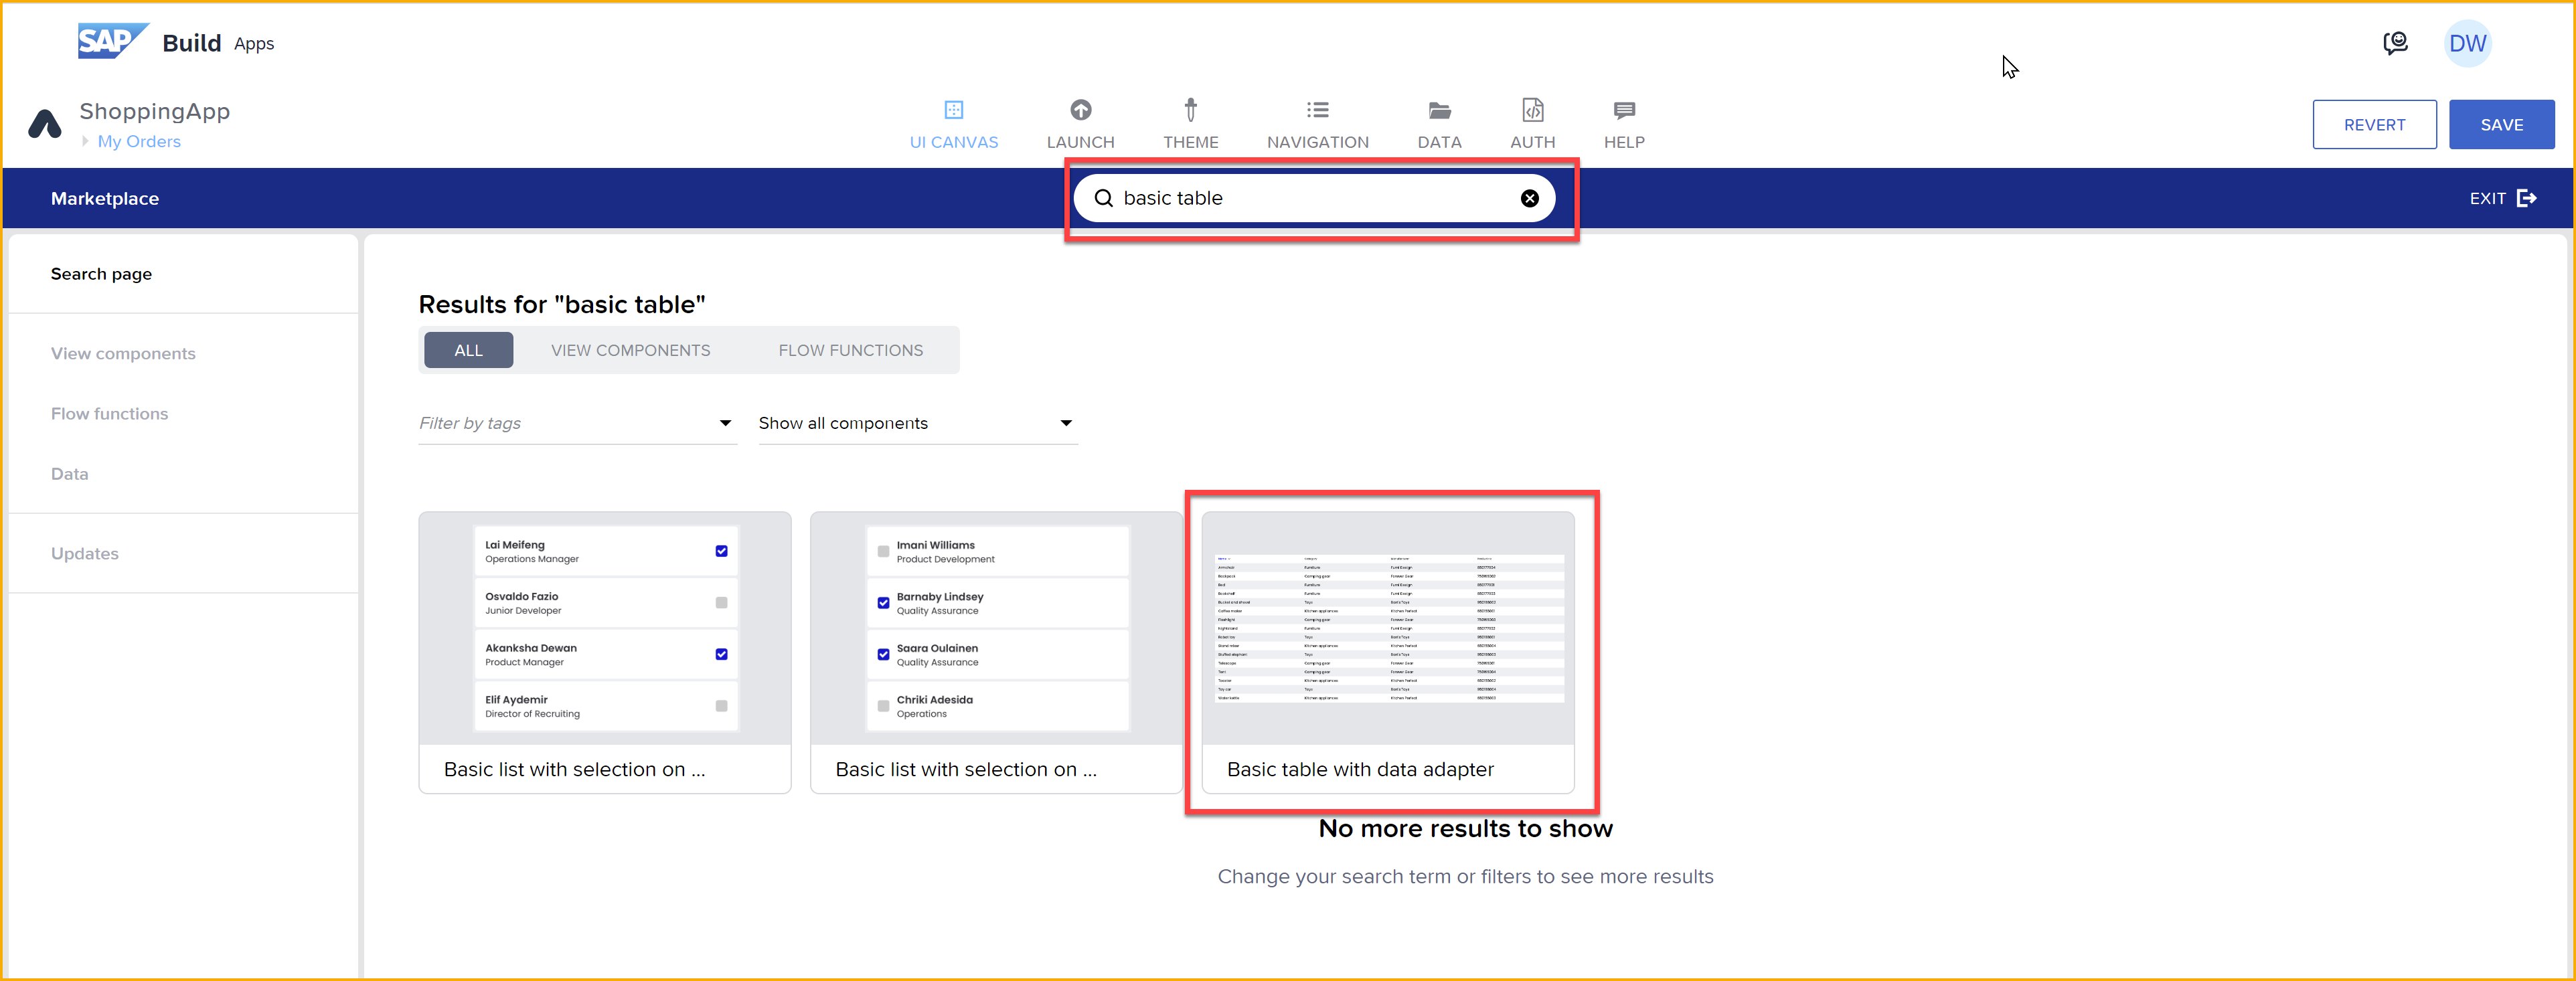 SAP Build Apps
DW
ShoppingApp
My Orders
UI CANVAS
LAUNCH
THEME
NAVIGATION
DATA
AUTH
HELP
REVERT
SAVE
Marketplace
basic table
EXIT
Search page
View components
Flow functions
Data
Updates
Results for "basic table"
ALL
VIEW COMPONENTS
FLOW FUNCTIONS
Filter by tags
Show all components
Lai Meifeng
Operations Manager
Osvaldo Fazio
Junior Developer
Akanksha Dewan
Product Manager
Elif Aydemir
Director of Recruiting
Basic list with selection on ...
Imani Williams
Product Development
Barnaby Lindsey
Quality Assurance
Saara Oulainen
Quality Assurance
Chriki Adesida
Operations
Basic list with selection on ...
Basic table with data adapter
No more results to show
Change your search term or filters to see more results